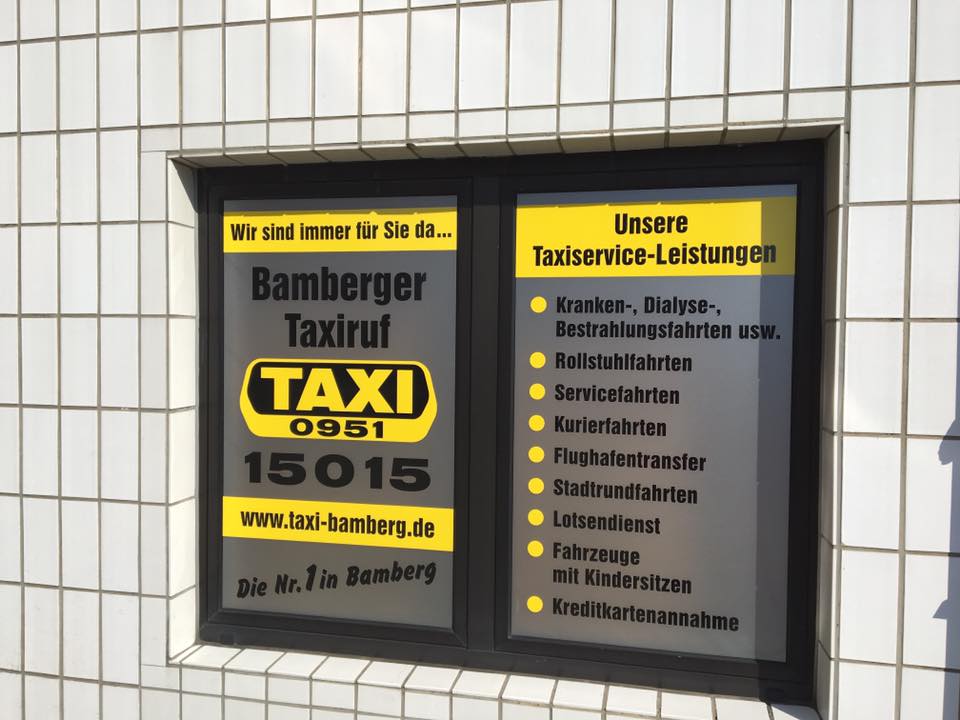 Wir sind immer für Sie da...
Bamberger
Taxiruf
TAXI
0951
15015
www.taxi-bamberg.de
Die Nr. 1 in Bamberg
Unsere
Taxiservice-Leistungen
Kranken-, Dialyse-,
Bestrahlungsfahrten usw.
Rollstuhlfahrten
Servicefahrten
Kurierfahrten
Flughafentransfer
Stadtrundfahrten
Lotsendienst
Fahrzeuge
mit Kindersitzen
Kreditkartenannahme